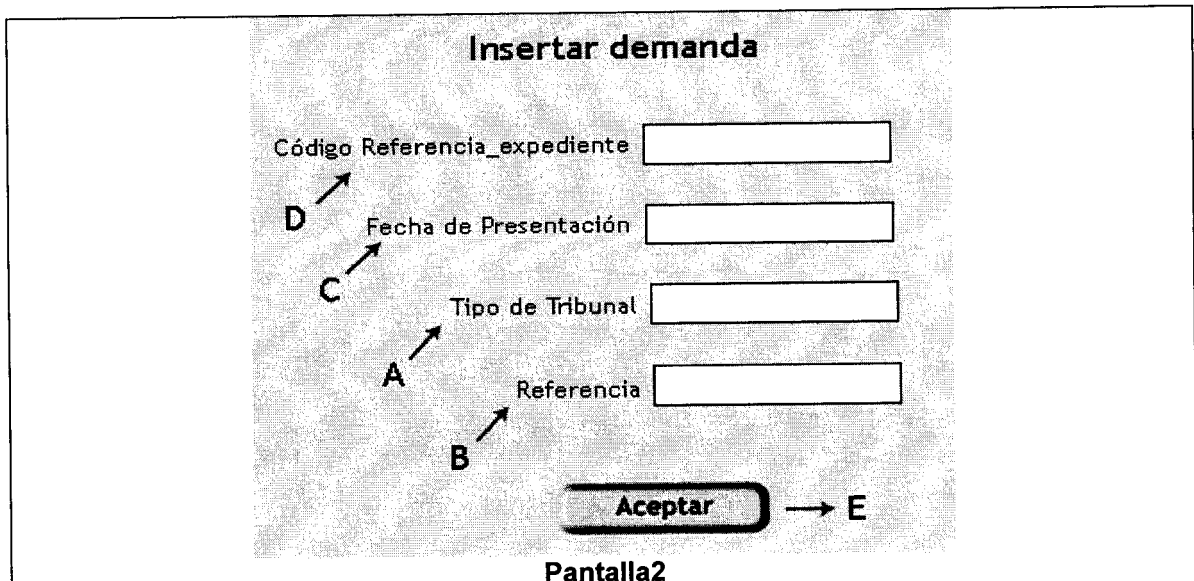 Insertar demanda
Código Referencia_expediente
D
Fecha de Presentación
C
Tipo de Tribunal
A
Referencia
B
Aceptar E
Pantalla2